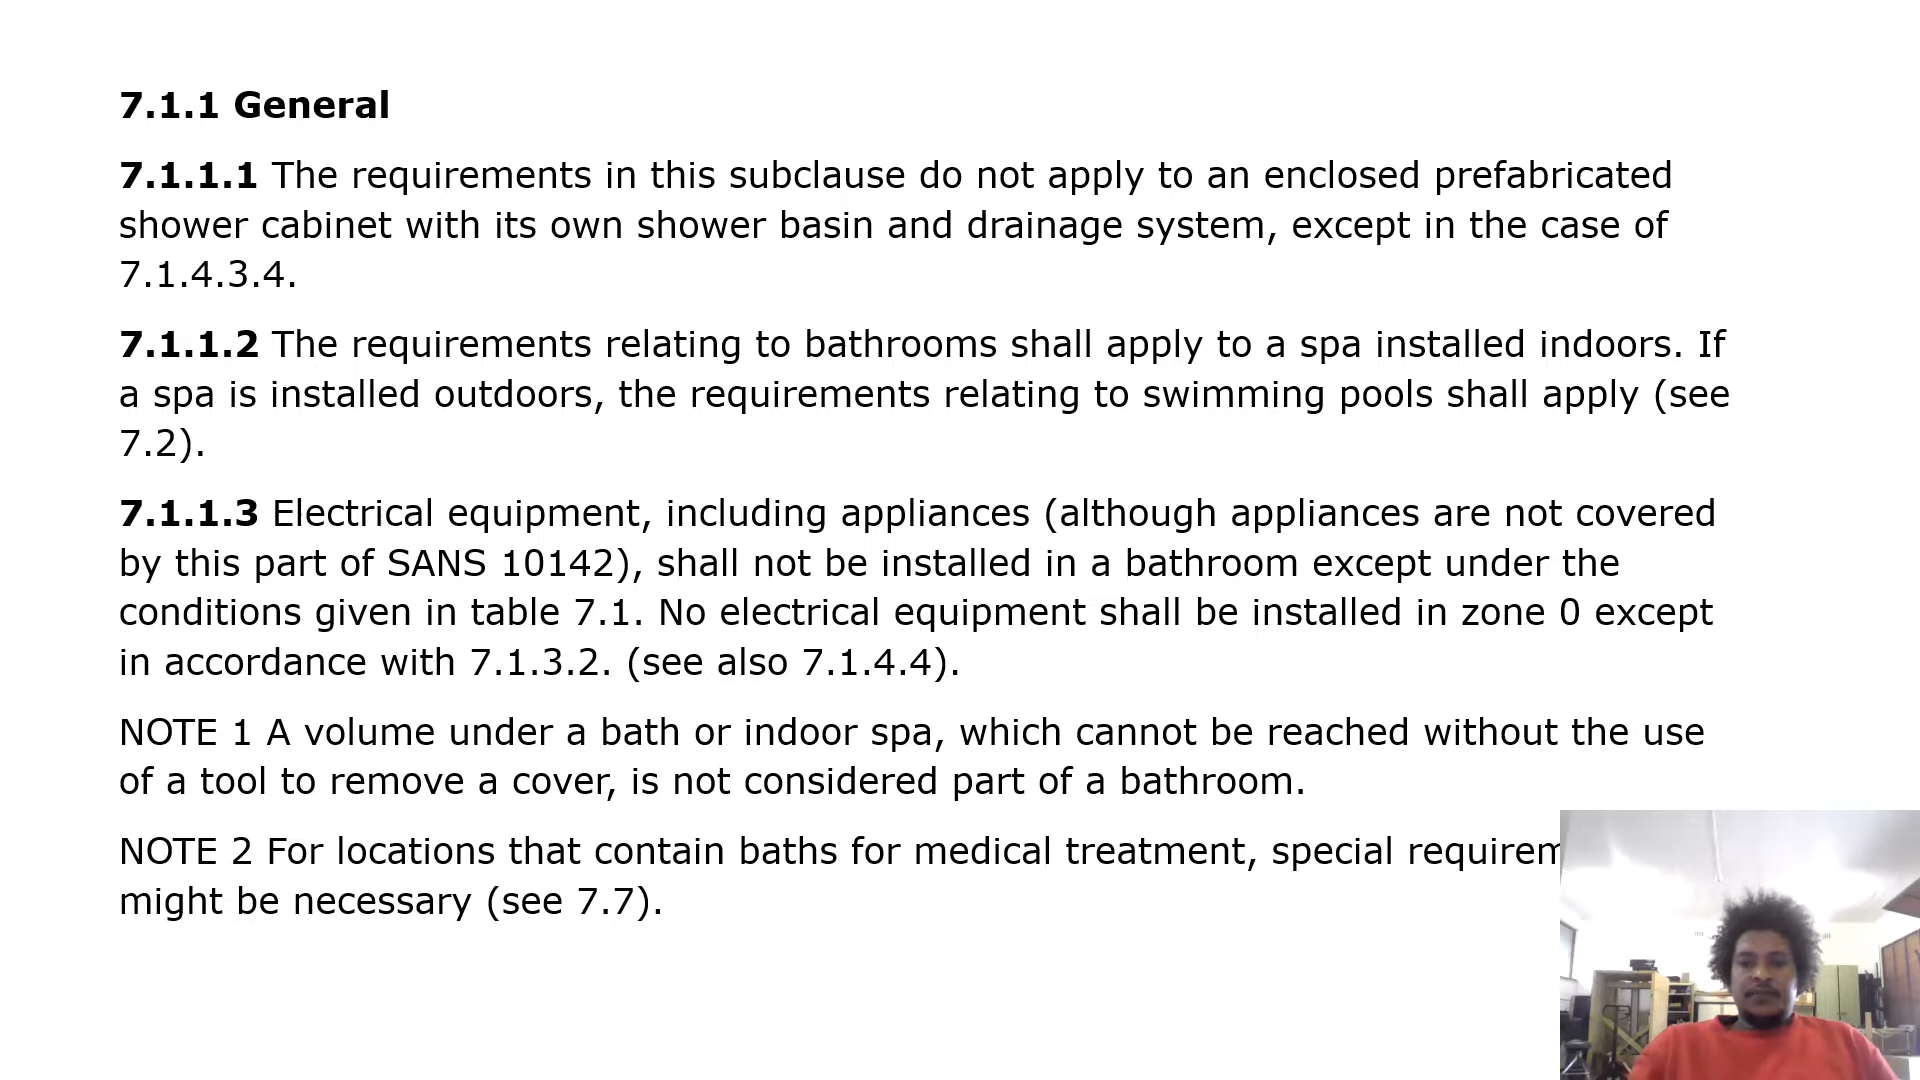 7.1.1 General
7.1.1.1 The requirements in this subclause do not apply to an enclosed prefabricated
shower cabinet with its own shower basin and drainage system, except in the case of
7.1.4.3.4.
7.1.1.2 The requirements relating to bathrooms shall apply to a spa installed indoors. If
a spa is installed outdoors, the requirements relating to swimming pools shall apply (see
7.2).
7.1.1.3 Electrical equipment, including appliances (although appliances are not covered
by this part of SANS 10142), shall not be installed in a bathroom except under the
conditions given in table 7.1. No electrical equipment shall be installed in zone 0 except
in accordance with 7.1.3.2. (see also 7.1.4.4).
NOTE 1 A volume under a bath or indoor spa, which cannot be reached without the use
of a tool to remove a cover, is not considered part of a bathroom.
NOTE 2 For locations that contain baths for medical treatment, special
might be necessary (see 7.7).